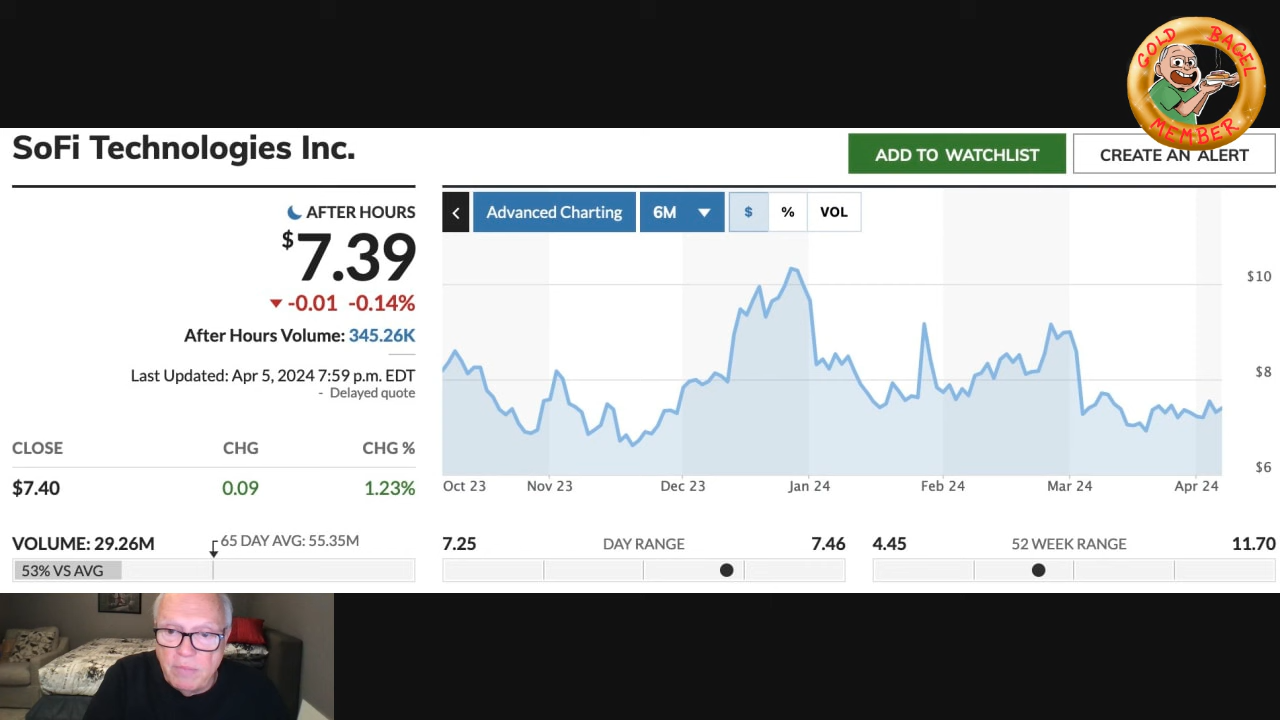 GOLD BAGEL
MEMBER
SoFi Technologies Inc.
ADD TO WATCHLIST
CREATE AN ALERT
AFTER HOURS
$7.39
-0.01 -0.14%
After Hours Volume: 345.26K
Last Updated: Apr 5, 2024 7:59 p.m. EDT
- Delayed quote
CLOSE CHG CHG %
$7.40 0.09 1.23%
VOLUME: 29.26M 65 DAY AVG: 55.35M
53% VS AVG
< Advanced Charting 6M $ % VOL
$10
$8
$6
Oct 23 Nov 23 Dec 23 Jan 24 Feb 24 Mar 24 Apr 24
7.25 DAY RANGE 7.46
4.45 52 WEEK RANGE 11.70